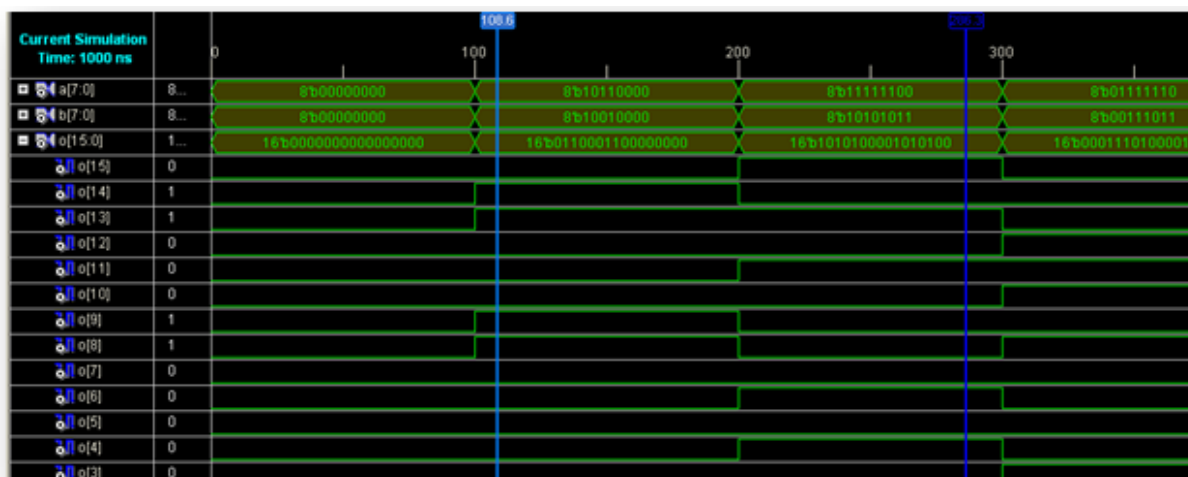 108.6
Current Simulation
Time: 1000 ns
0 100 200 300
a[7:0] 8... 8'b00000000 8'b10110000 8'b11111100 8'b01111110
b[7:0] 8... 8'b00000000 8'b10010000 8'b10101011 8'b00111011
o[15:0] 1... 16'b0000000000000000 16'b0110001100000000 16'b1010100001010100 16'b0001110100001
o[15] 0
o[14] 1
o[13] 1
o[12] 0
o[11] 0
o[10] 0
o[9] 1
o[8] 1
o[7] 0
o[6] 0
o[5] 0
o[4] 0
o[3] 0